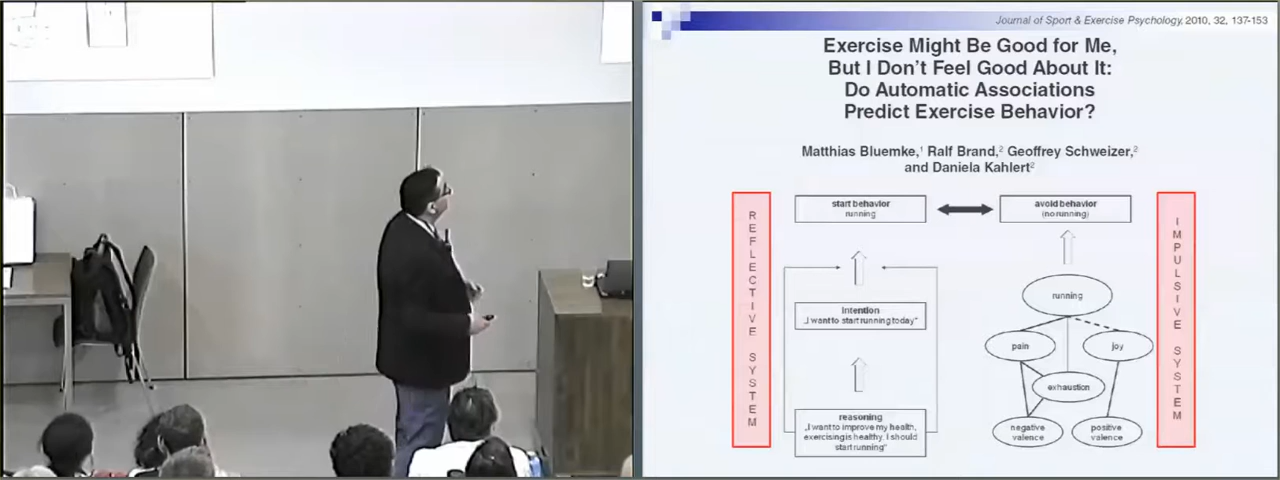 Journal of Sport & Exercise Psychology, 2010, 32, 137-153
Exercise Might Be Good for Me,
But I Don't Feel Good About It:
Do Automatic Associations
Predict Exercise Behavior?
Matthias Bluemke,¹ Ralf Brand,² Geoffrey Schweizer,²
and Daniela Kahlert²
REFLECTIVE SYSTEM
start behavior
running
Intention
„I want to start running today"
reasoning
„I want to improve my health,
exercising is healthy, I should
start running"
avoid behavior
(no running)
running
pain
joy
exhaustion
negative
valence
positive
valence
IMPULSIVE SYSTEM